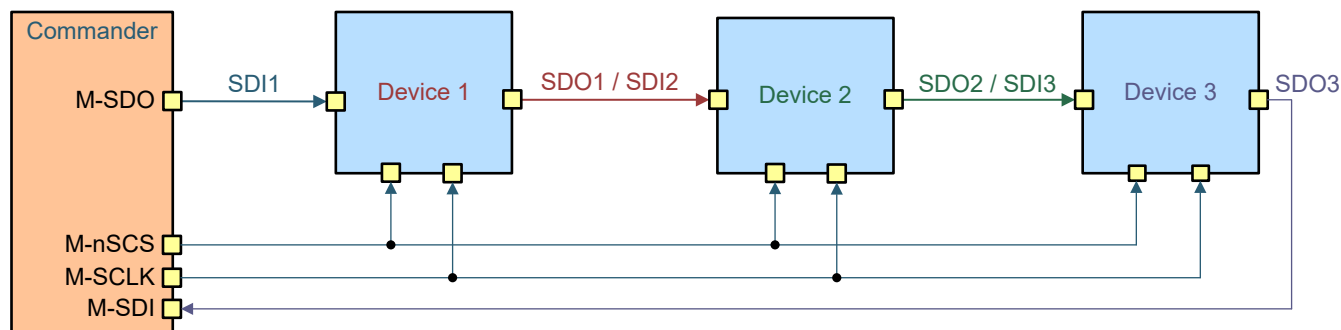 Commander
M-SDO
SDI1
Device 1
SDO1 / SDI2
Device 2
SDO2 / SDI3
Device 3
SDO3
M-nSCS
M-SCLK
M-SDI